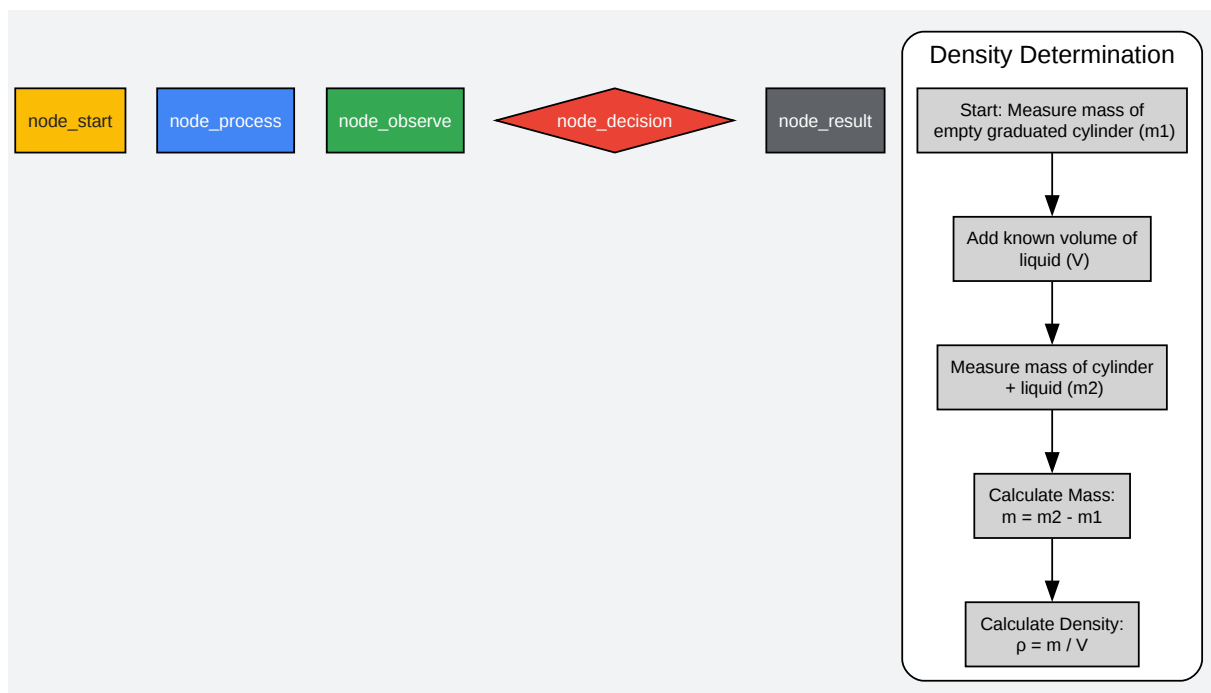 Density Determination
node_start
node_process
node_observe
node_decision
node_result
Start: Measure mass of
empty graduated cylinder (m1)
Add known volume of
liquid (V)
Measure mass of cylinder
+ liquid (m2)
Calculate Mass:
m = m2 - m1
Calculate Density:
ρ = m / V